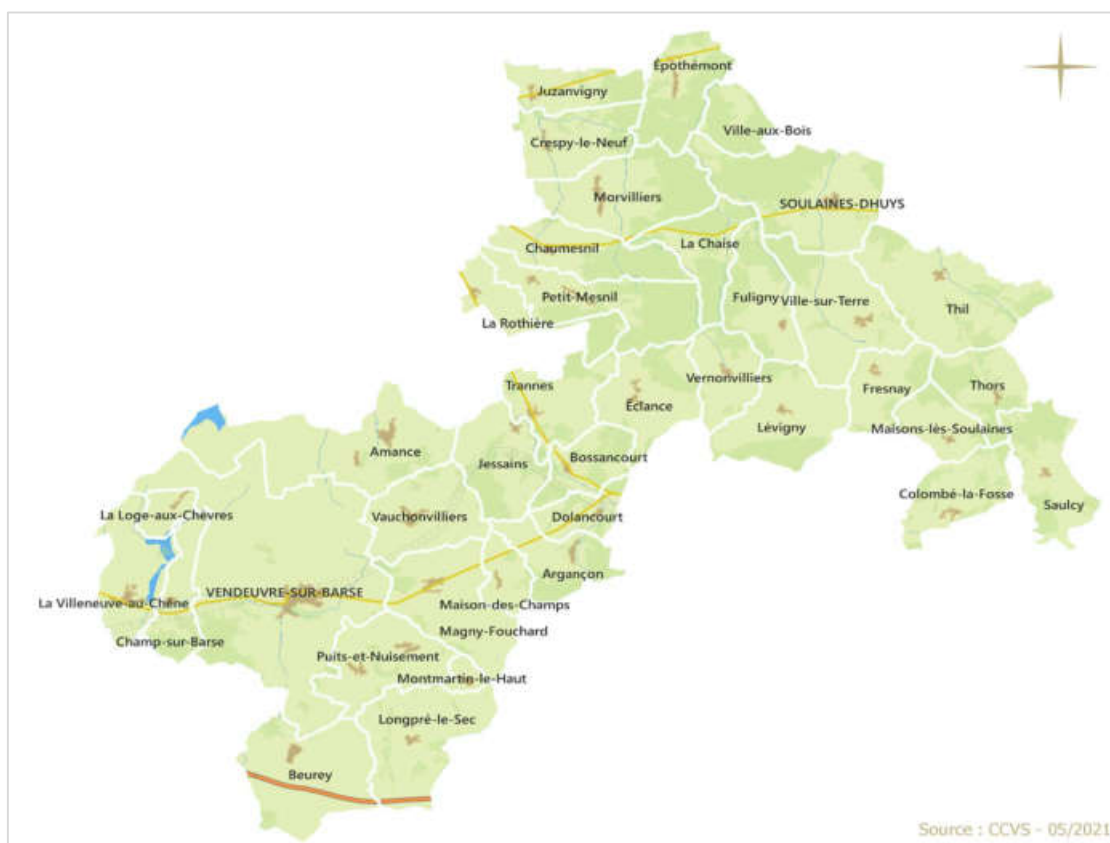 Épothémont
Juzanvigny
Ville-aux-Bois
Crespy-le-Neuf
Morvilliers
SOULAINES-DHUYS
La Chaise
Chaumesnil
Petit-Mesnil
Fuligny
Ville-sur-Terre
Thil
La Rothière
Vernonvilliers
Trannes
Fresnay
Thors
Éclance
Lévigny
Maisons-lès-Soulaines
Amance
Jessains
Bossancourt
Colombé-la-Fosse
Saulcy
La Loge-aux-Chèvres
Vauchonvilliers
Dolancourt
Argançon
VENDEUVRE-SUR-BARSE
La Villeneuve-au-Chêne
Maison-des-Champs
Magny-Fouchard
Champ-sur-Barse
Puits-et-Nuisement
Montmartin-le-Haut
Longpré-le-Sec
Beurey
Source : CCVS - 05/2021